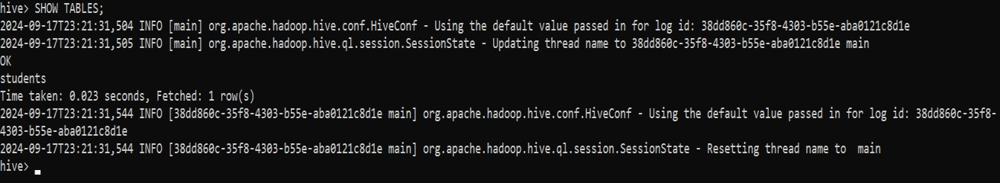 hive> SHOW TABLES;
2024-09-17T23:21:31,504 INFO [main] org.apache.hadoop.hive.conf.HiveConf - Using the default value passed in for log id: 38dd860c-35f8-4303-b55e-aba0121c8d1e
2024-09-17T23:21:31,505 INFO [main] org.apache.hadoop.hive.ql.session.SessionState - Updating thread name to 38dd860c-35f8-4303-b55e-aba0121c8d1e main
OK
students
Time taken: 0.023 seconds, Fetched: 1 row(s)
2024-09-17T23:21:31,544 INFO [38dd860c-35f8-4303-b55e-aba0121c8d1e main] org.apache.hadoop.hive.conf.HiveConf - Using the default value passed in for log id: 38dd860c-35f8-
4303-b55e-aba0121c8d1e
2024-09-17T23:21:31,544 INFO [38dd860c-35f8-4303-b55e-aba0121c8d1e main] org.apache.hadoop.hive.ql.session.SessionState - Resetting thread name to  main
hive>